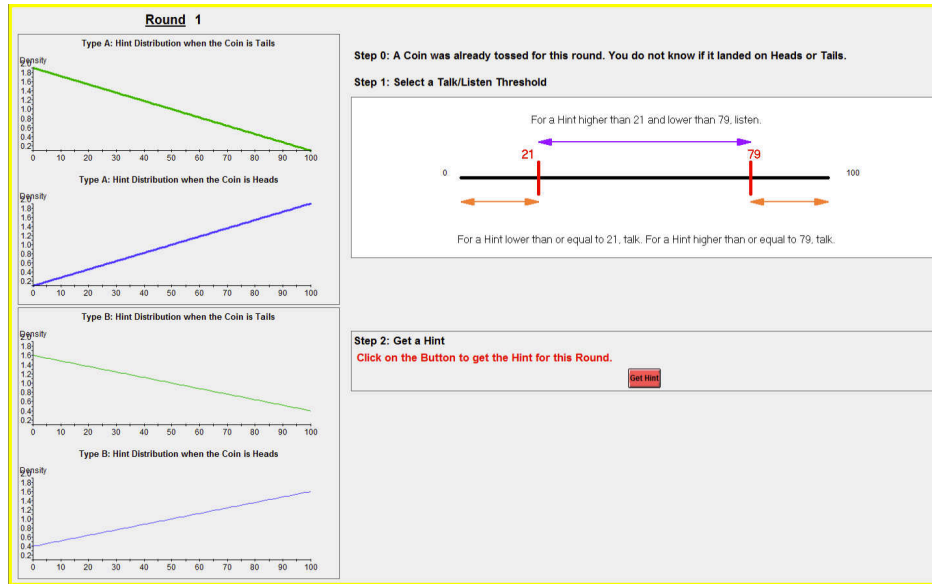 Round 1
Type A: Hint Distribution when the Coin is Tails
Density
2.0
1.8
1.6
1.4
1.2
1.0
0.8
0.6
0.4
0.2
0 10 20 30 40 50 60 70 80 90 100
Type A: Hint Distribution when the Coin is Heads
Density
2.0
1.8
1.6
1.4
1.2
1.0
0.8
0.6
0.4
0.2
0 10 20 30 40 50 60 70 80 90 100
Type B: Hint Distribution when the Coin is Tails
Density
2.0
1.8
1.6
1.4
1.2
1.0
0.8
0.6
0.4
0.2
0 10 20 30 40 50 60 70 80 90 100
Type B: Hint Distribution when the Coin is Heads
Density
2.0
1.8
1.6
1.4
1.2
1.0
0.8
0.6
0.4
0.2
0 10 20 30 40 50 60 70 80 90 100
Step 0: A Coin was already tossed for this round. You do not know if it landed on Heads or Tails.
Step 1: Select a Talk/Listen Threshold
For a Hint higher than 21 and lower than 79, listen.
21 79
0 100
For a Hint lower than or equal to 21, talk. For a Hint higher than or equal to 79, talk.
Step 2: Get a Hint
Click on the Button to get the Hint for this Round.
Get Hint